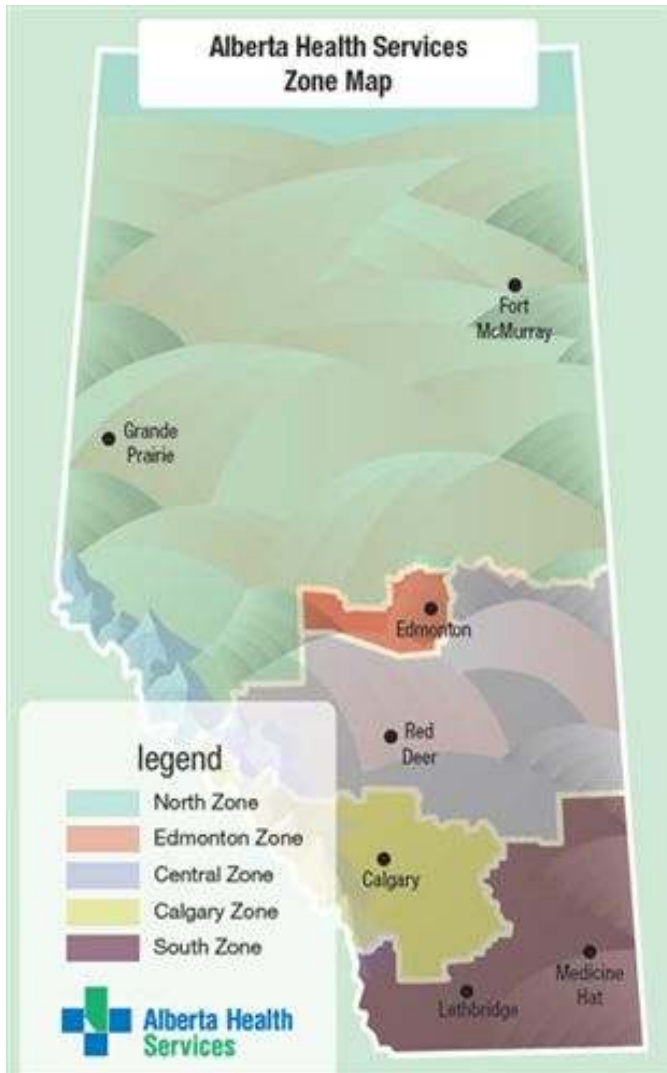 Alberta Health Services
Zone Map
Fort
McMurray
Grande
Prairie
Edmonton
Red
Deer
Calgary
Medicine
Hat
Lethbridge
legend
North Zone
Edmonton Zone
Central Zone
Calgary Zone
South Zone
Alberta Health
Services